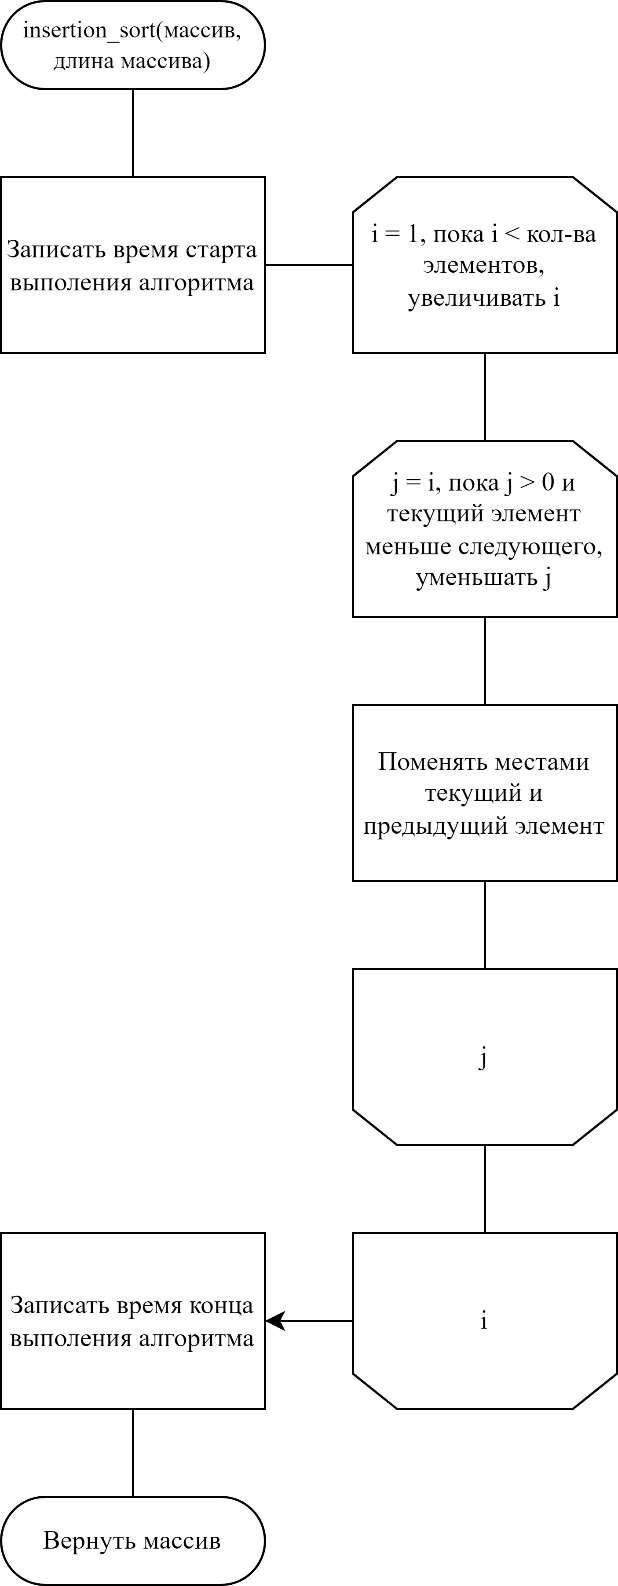 insertion_sort(массив,
длина массива)
Записать время старта
выполения алгоритма
i = 1, пока i < кол-ва
элементов,
увеличивать i
j = i, пока j > 0 и
текущий элемент
меньше следующего,
уменьшать j
Поменять местами
текущий и
предыдущий элемент
j
i
Записать время конца
выполения алгоритма
Вернуть массив